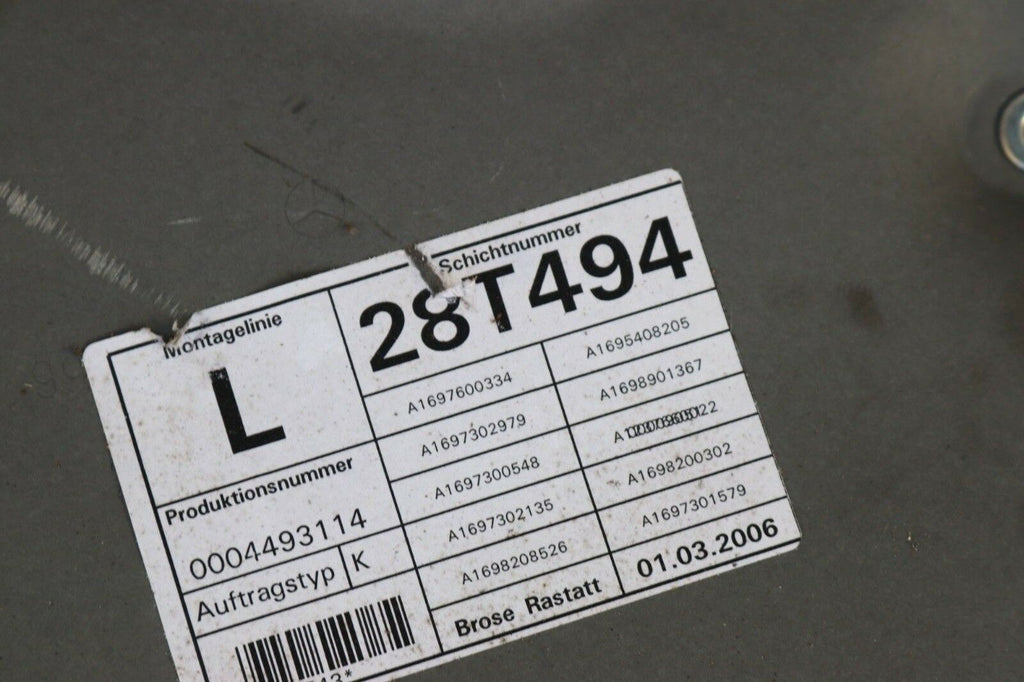 Montagelinie
L
Schichtnummer
28T494
A1697600334
A1695408205
A1697302979
A1698901367
A1697300548
A1697302135
A1698200302
A1698208526
A1697301579
Produktionsnummer
0004493114
Auftragstyp K
Brose Rastatt
01.03.2006